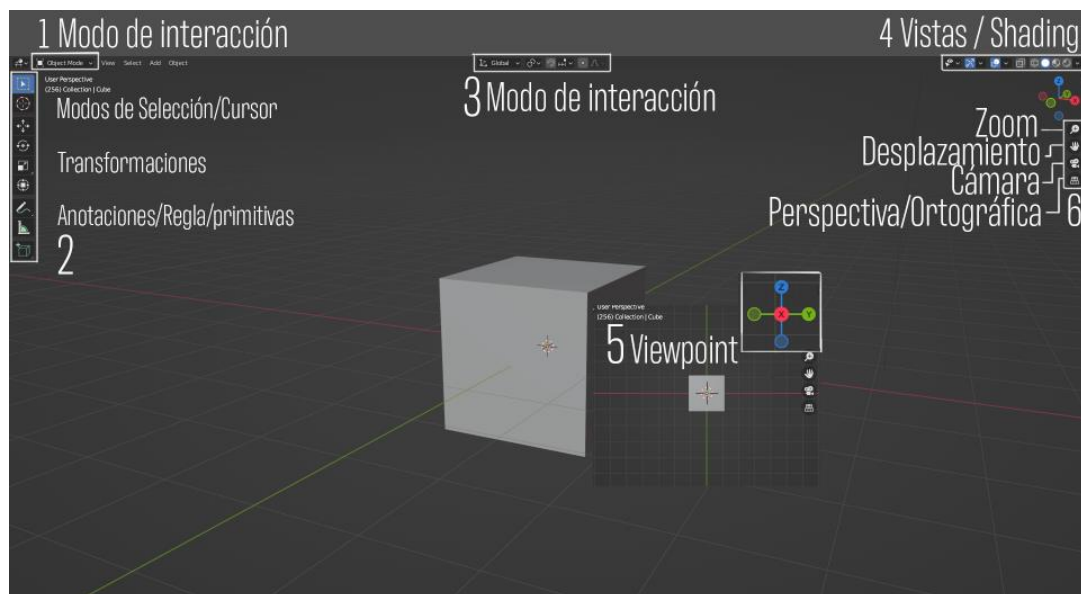 1 Modo de interacción
4 Vistas / Shading
Object Mode View Select Add Object
Global
User Perspective
(256) Collection | Cube
Modos de Selección/Cursor
3 Modo de interacción
Z
Y
X
Zoom
Desplazamiento
Cámara
Perspectiva/Ortográfica
6
Transformaciones
Anotaciones/Regla/primitivas
2
User Perspective
(256) Collection | Cube
5 Viewpoint
Z
X
Y